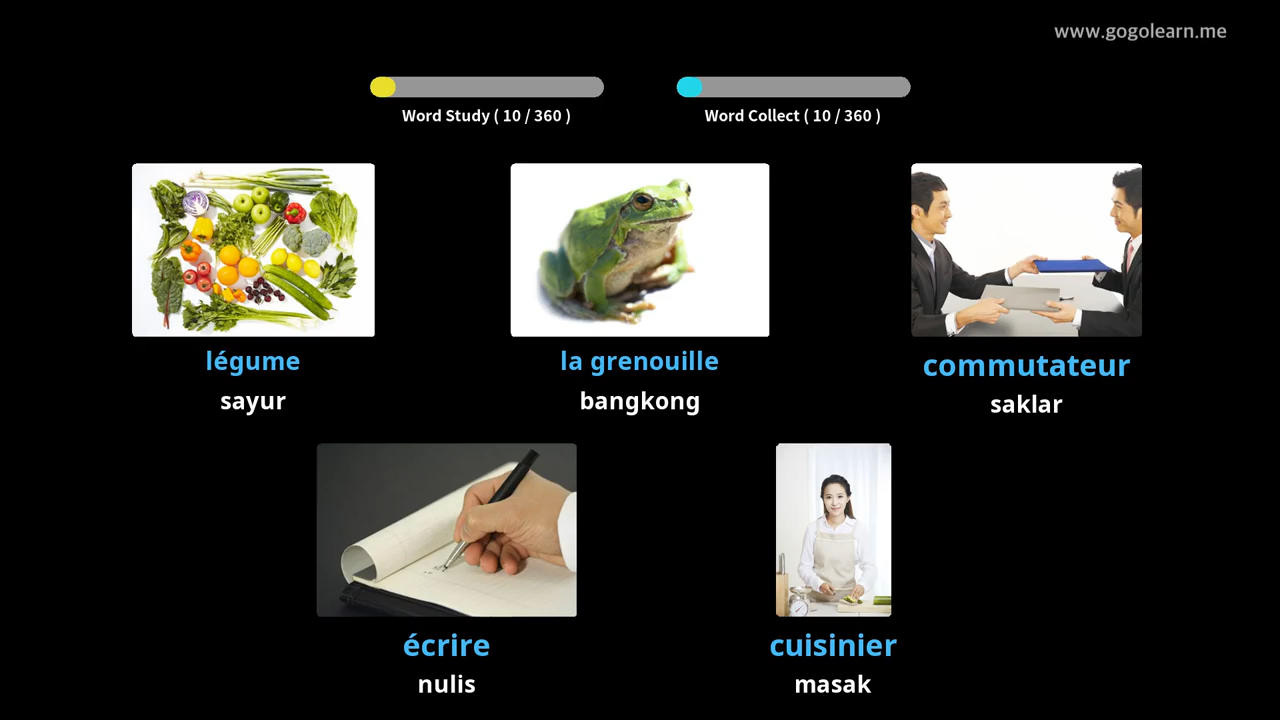 www.gogolearn.me
Word Study ( 10 / 360 )
Word Collect ( 10 / 360 )
légume
la grenouille
commutateur
sayur
bangkong
saklar
écrire
cuisinier
nulis
masak